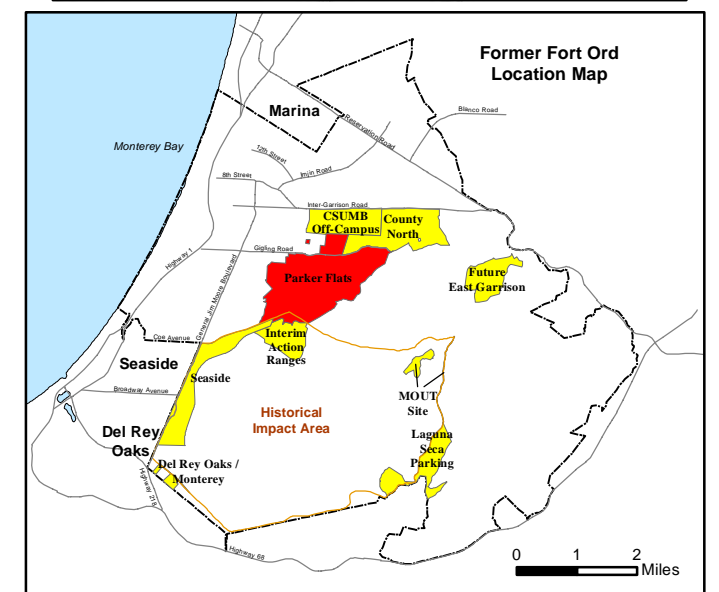 Former Fort Ord
Location Map
Marina
Blanco Road
Reservation Road
Monterey Bay
12th Street
Imjin Road
8th Street
Inter-Garrison Road
CSUMB
Off-Campus
County
North
Gigling Road
Highway 1
General Jim Moore Boulevard
Parker Flats
Future
East Garrison
Coe Avenue
Interim
Action
Ranges
Seaside
Seaside
Broadway Avenue
MOUT
Site
Historical
Impact Area
Del Rey
Oaks
Laguna
Seca
Parking
Del Rey Oaks /
Monterey
Highway 218
Highway 68
0 1 2
Miles